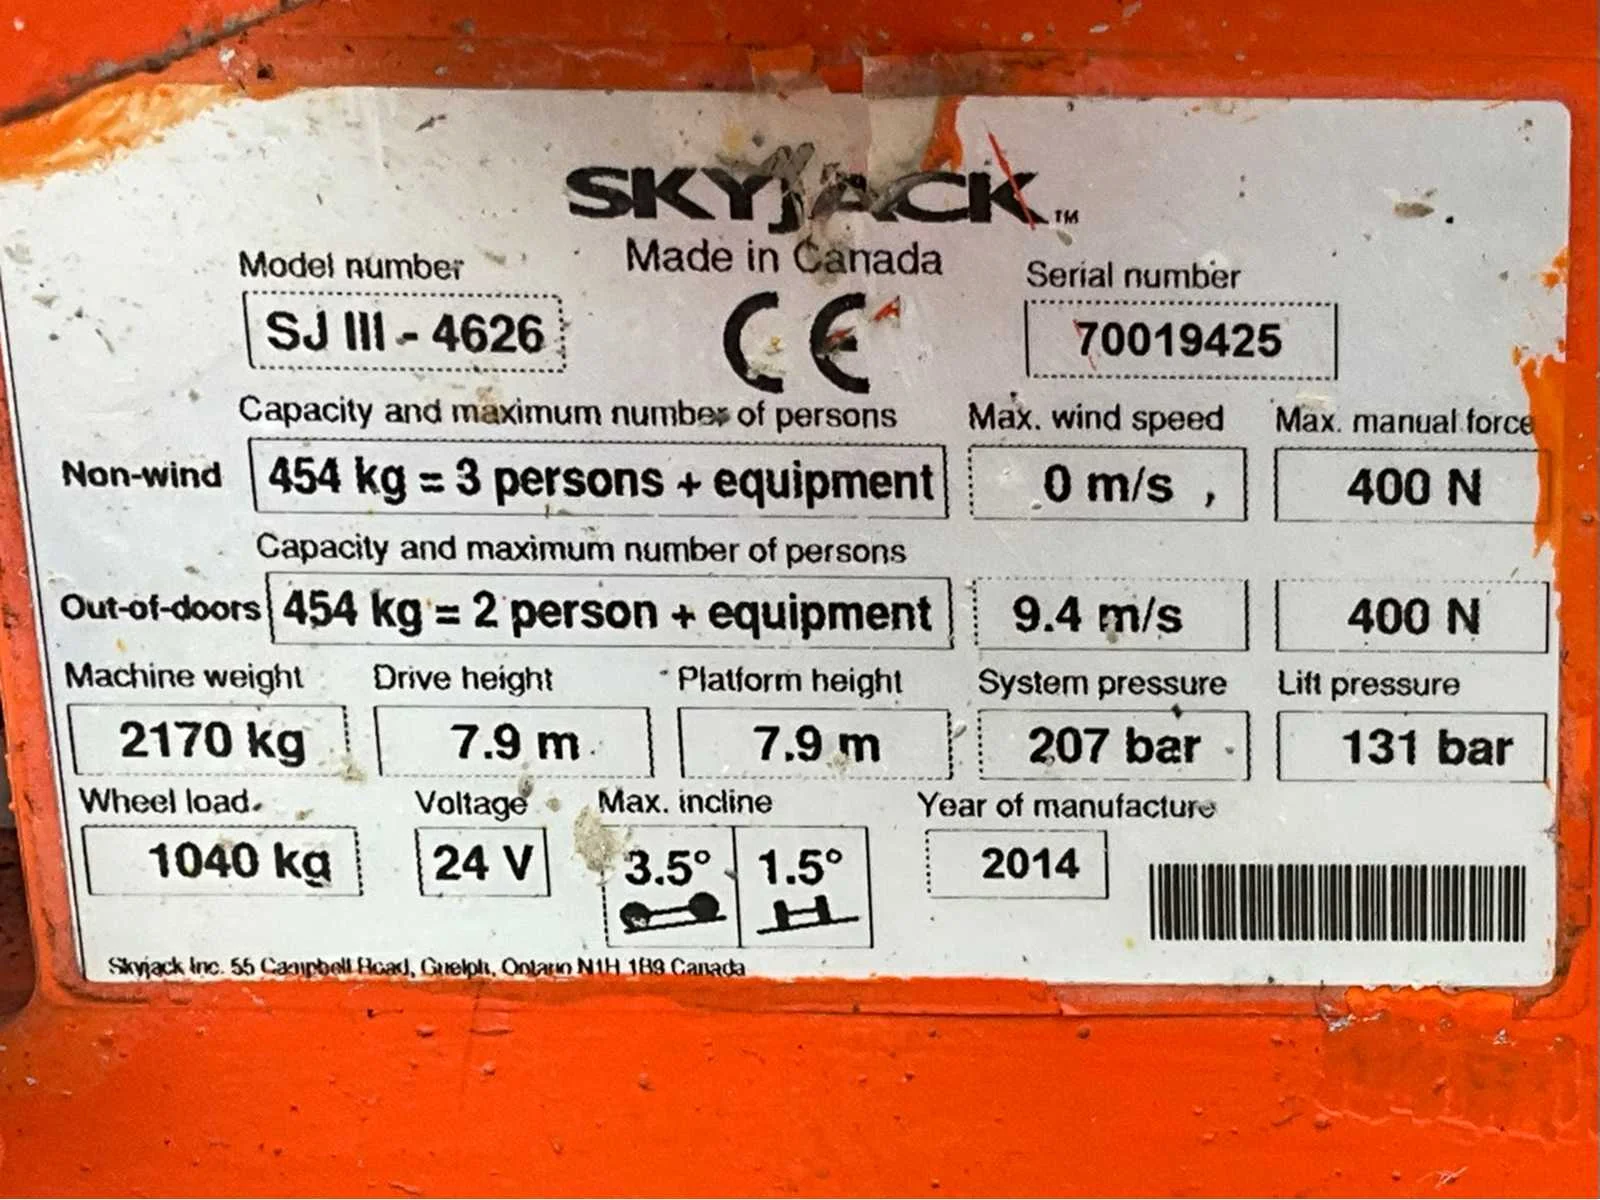 SKYJACK™
Made in Canada
Model number
SJ III - 4626
CE
Serial number
70019425
Capacity and maximum number of persons
Max. wind speed
Max. manual force
Non-wind
454 kg = 3 persons + equipment
0 m/s
400 N
Capacity and maximum number of persons
Out-of-doors
454 kg = 2 person + equipment
9.4 m/s
400 N
Machine weight
Drive height
Platform height
System pressure
Lift pressure
2170 kg
7.9 m
7.9 m
207 bar
131 bar
Wheel load
Voltage
Max. incline
Year of manufacture
1040 kg
24 V
3.5°
1.5°
2014
Skyjack Inc. 55 Campbell Road, Guelph, Ontario N1H 1B9 Canada